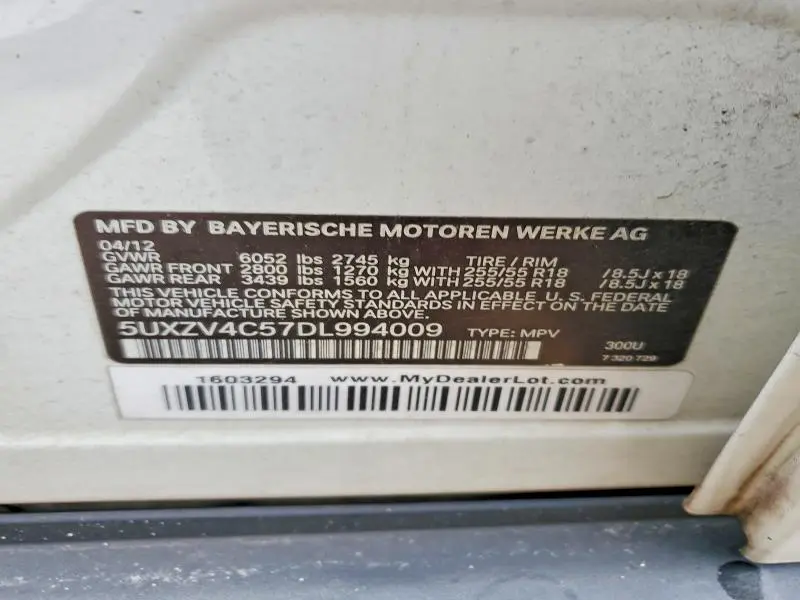 MFD BY BAYERISCHE MOTOREN WERKE AG
04/12
GVWR 6052 lbs 2745 kg TIRE / RIM
GAWR FRONT 2800 lbs 1270 kg WITH 255/55 R18 / 8.5J x 18
GAWR REAR 3439 lbs 1560 kg WITH 255/55 R18 / 8.5J x 18
THIS VEHICLE CONFORMS TO ALL APPLICABLE U. S. FEDERAL
MOTOR VEHICLE SAFETY STANDARDS IN EFFECT ON THE DATE
OF MANUFACTURE SHOWN ABOVE.
5UXZV4C57DL994009 TYPE: MPV
300U
7 320 729
1603294 www.MyDealerLot.com